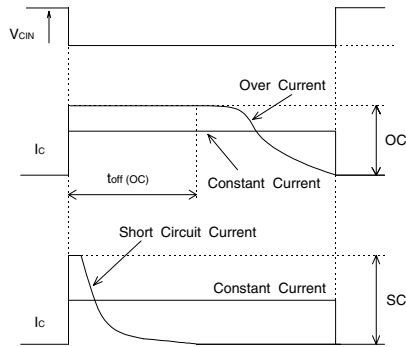 VCIN
Over Current
IC
OC
toff (OC)
Constant Current
Short Circuit Current
Constant Current
SC
IC